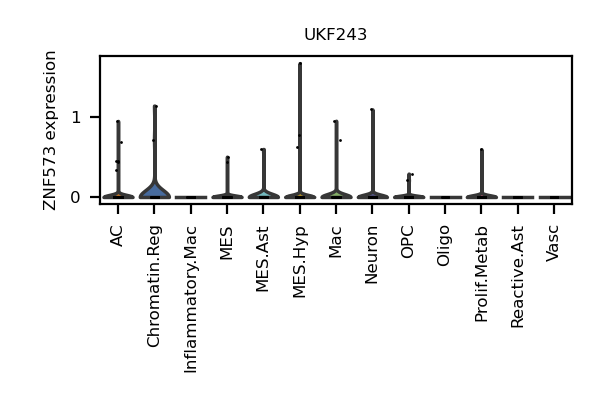 UKF243
ZNF573 expression
1
0
AC
Chromatin.Reg
Inflammatory.Mac
MES
MES.Ast
MES.Hyp
Mac
Neuron
OPC
Oligo
Prolif.Metab
Reactive.Ast
Vasc